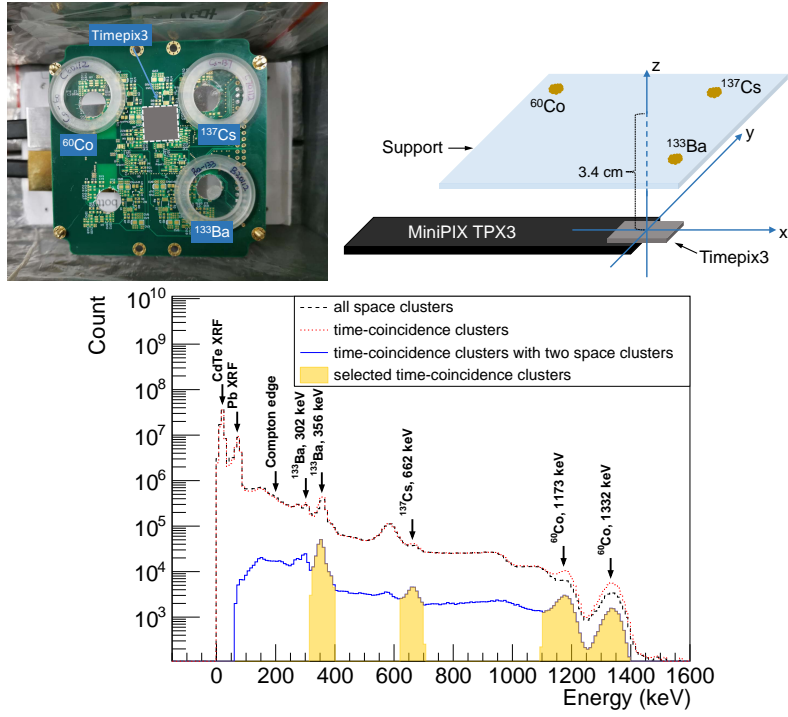 Timepix3
⁶⁰Co
¹³⁷Cs
¹³³Ba
z
¹³⁷Cs
⁶⁰Co
y
¹³³Ba
Support
3.4 cm
MiniPIX TPX3
x
Timepix3
Count
10¹⁰
10⁹
10⁸
10⁷
10⁶
10⁵
10⁴
10³
all space clusters
time-coincidence clusters
time-coincidence clusters with two space clusters
selected time-coincidence clusters
CdTe XRF
Pb XRF
Compton edge
¹³³Ba, 302 keV
¹³³Ba, 356 keV
¹³⁷Cs, 662 keV
⁶⁰Co, 1173 keV
⁶⁰Co, 1332 keV
0 200 400 600 800 1000 1200 1400 1600
Energy (keV)